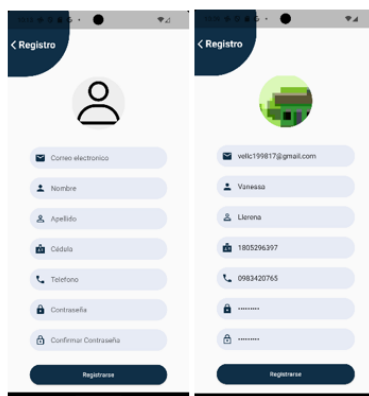 Registro
Correo electronico
Nombre
Apellido
Cédula
Telefono
Contraseña
Confirmar Contraseña
Registrarse
Registro
vellc199817@gmail.com
Vanessa
Llerena
1805296397
0983420765
•••••••••
•••••••••
Registrarse